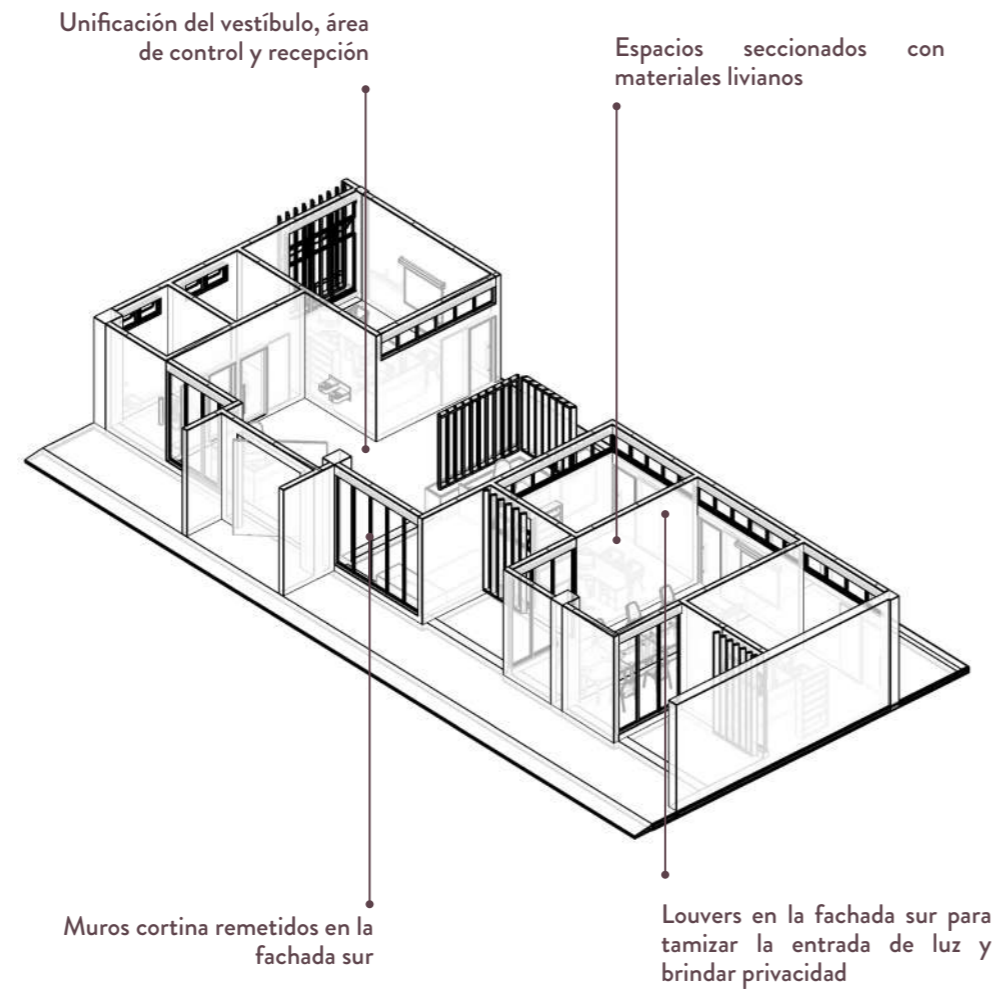 Unificación del vestíbulo, área
de control y recepción
Espacios seccionados con
materiales livianos
Muros cortina remetidos en la
fachada sur
Louvers en la fachada sur para
tamizar la entrada de luz y
brindar privacidad